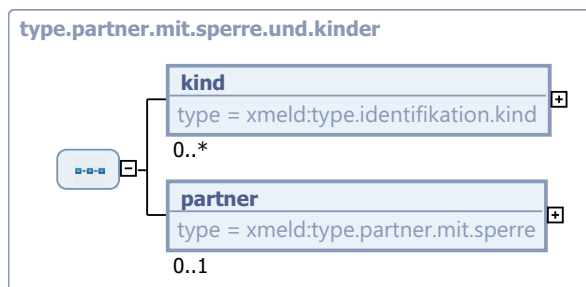 type.partner.mit.sperre.und.kinder
kind
type = xmeld:type.identifikation.kind
0..*
partner
type = xmeld:type.partner.mit.sperre
0..1